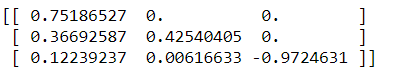 [[ 0.75186527 0. 0. ]
[ 0.36692587 0.42540405 0. ]
[ 0.12239237 0.00616633 -0.9724631 ]]